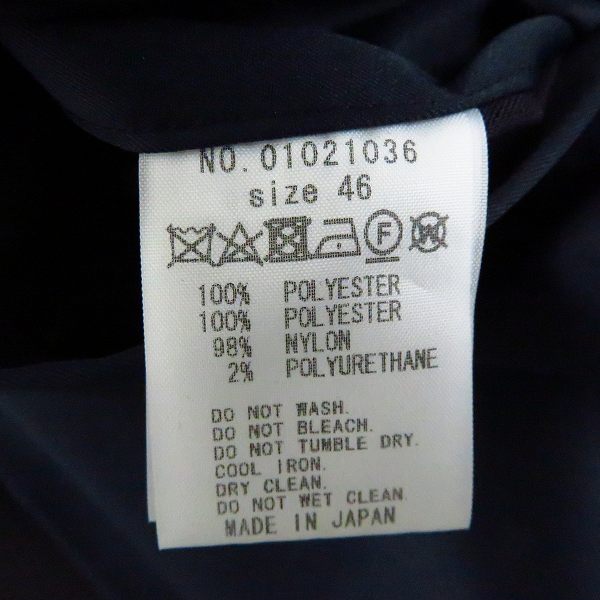 NO. 01021036
size 46
F W
100% POLYESTER
100% POLYESTER
98% NYLON
2% POLYURETHANE
DO NOT WASH.
DO NOT BLEACH.
DO NOT TUMBLE DRY.
COOL IRON.
DRY CLEAN.
DO NOT WET CLEAN.
MADE IN JAPAN